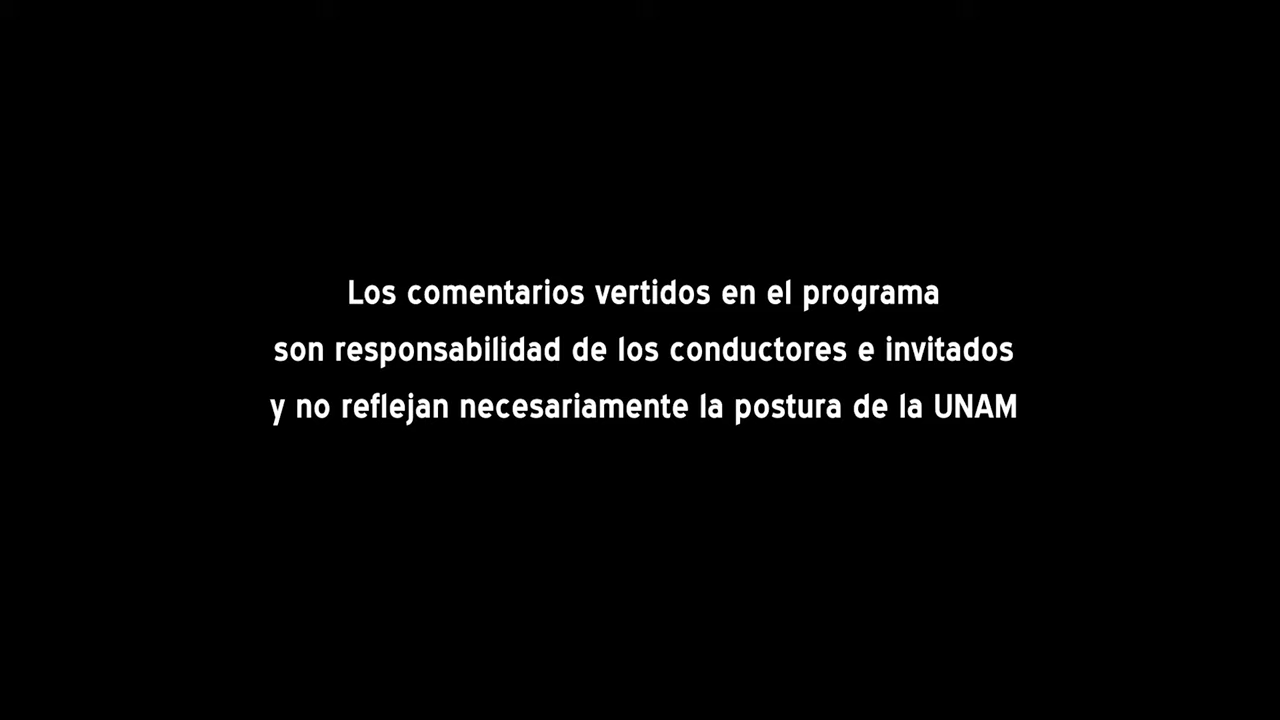 Los comentarios vertidos en el programa
son responsabilidad de los conductores e invitados
y no reflejan necesariamente la postura de la UNAM